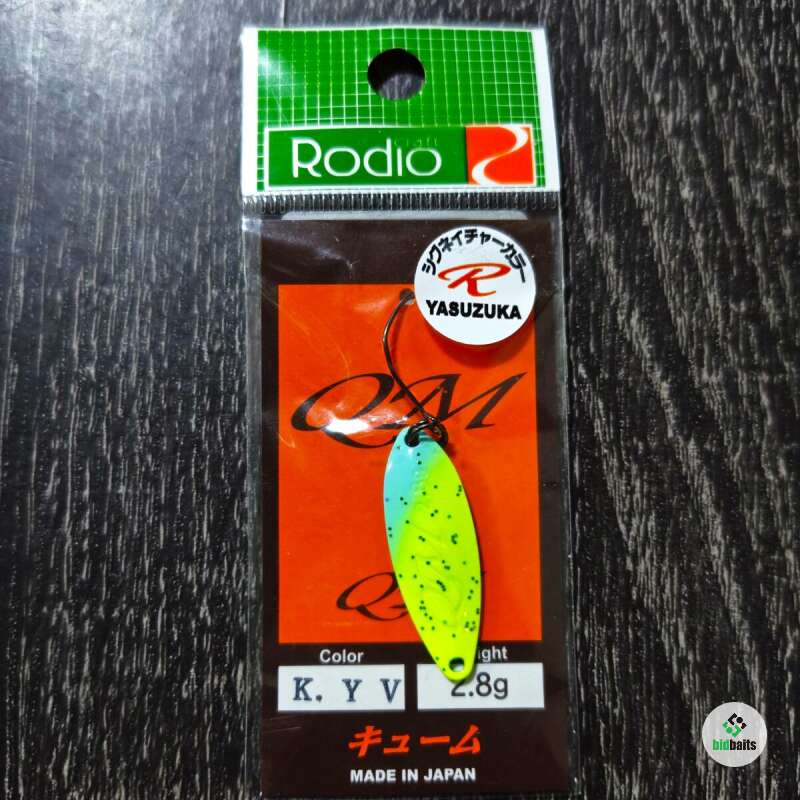 craft
Rodio
シグネイチャーカラー
R
YASUZUKA
QM
Color
K. Y V
2.8g
キューム
MADE IN JAPAN
bidbaits